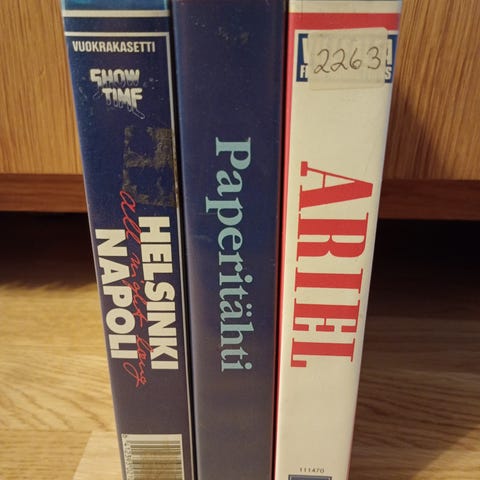 VUOKRAKASETTI
SHOW
TIME
HELSINKI
all night long
NAPOLI
Paperitähti
2263
ARIEL
111470